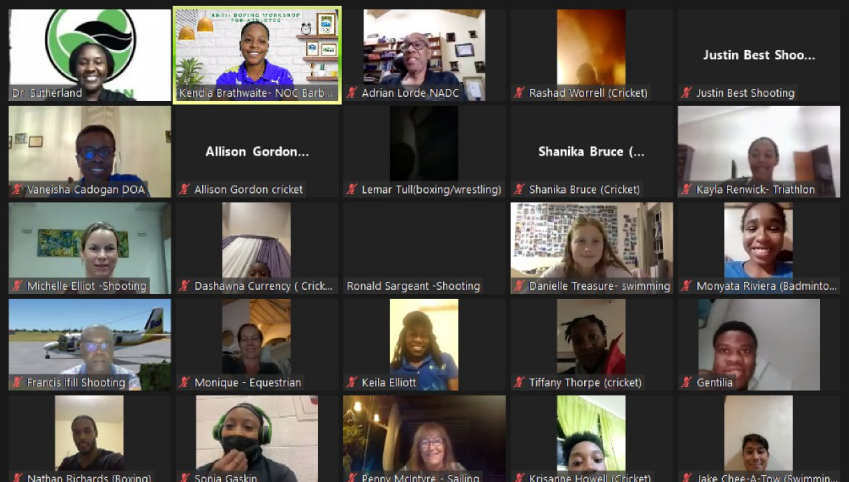 ANTI-DOPING WORKSHOP
FOR ATHLETES
Dr. Sutherland
Kendia Brathwaite- NOC Barb...
Adrian Lorde NADC
Rashad Worrell (Cricket)
Justin Best Shoo...
Justin Best Shooting
Vaneisha Cadogan DOA
Allison Gordon...
Allison Gordon cricket
Lemar Tull(boxing/wrestling)
Shanika Bruce (...
Shanika Bruce (Cricket)
Kayla Renwick- Triathlon
Michelle Elliot -Shooting
Dashawna Currency ( Crick...
Ronald Sargeant -Shooting
Danielle Treasure- swimming
Monyata Riviera (Badminto...
Francis Ifill Shooting
Monique - Equestrian
Keila Elliott
Tiffany Thorpe (cricket)
Gentilia
Nathan Richards (Boxing)
Sonia Gaskin
Penny McIntyre - Sailing
Krisanne Howell (Cricket)
Jake Chee-A-Tow (Swimmin...